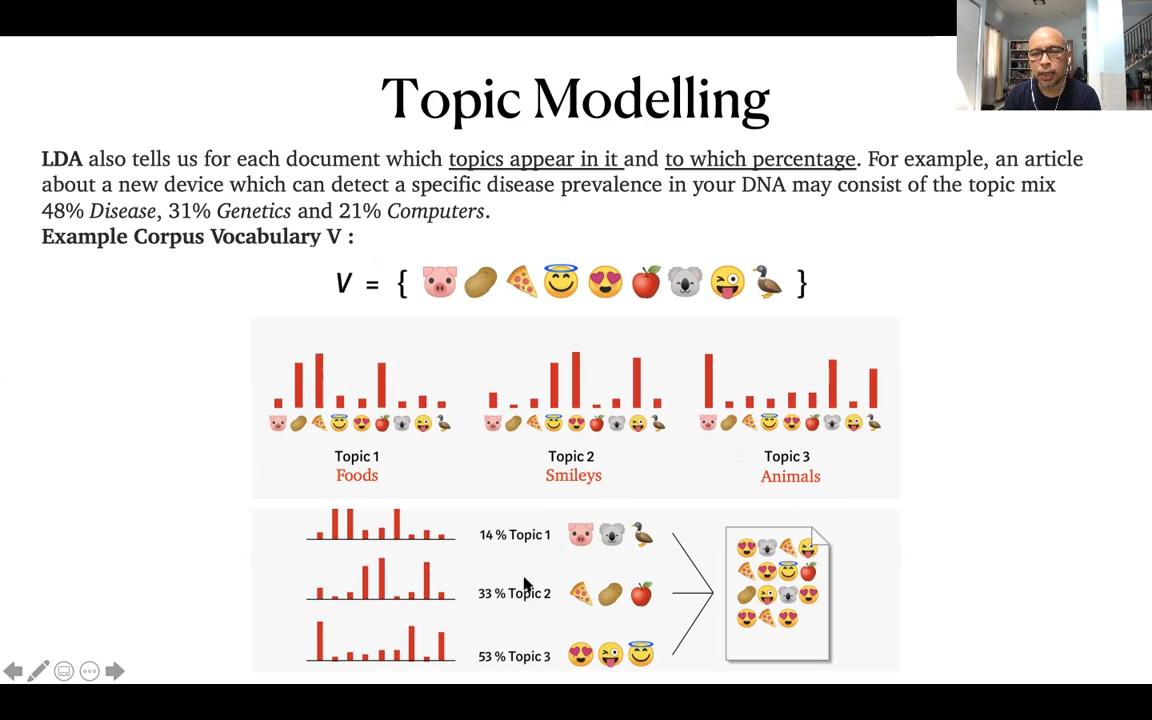 Topic Modelling
LDA also tells us for each document which topics appear in it and to which percentage. For example, an article
about a new device which can detect a specific disease prevalence in your DNA may consist of the topic mix
48% Disease, 31% Genetics and 21% Computers.
Example Corpus Vocabulary V :
V = { 🐷 🥔 🍕 😇 😍 🍎 🐨 😜 🦆 }
Topic 1
Foods
Topic 2
Smileys
Topic 3
Animals
14 % Topic 1
33 % Topic 2
53 % Topic 3